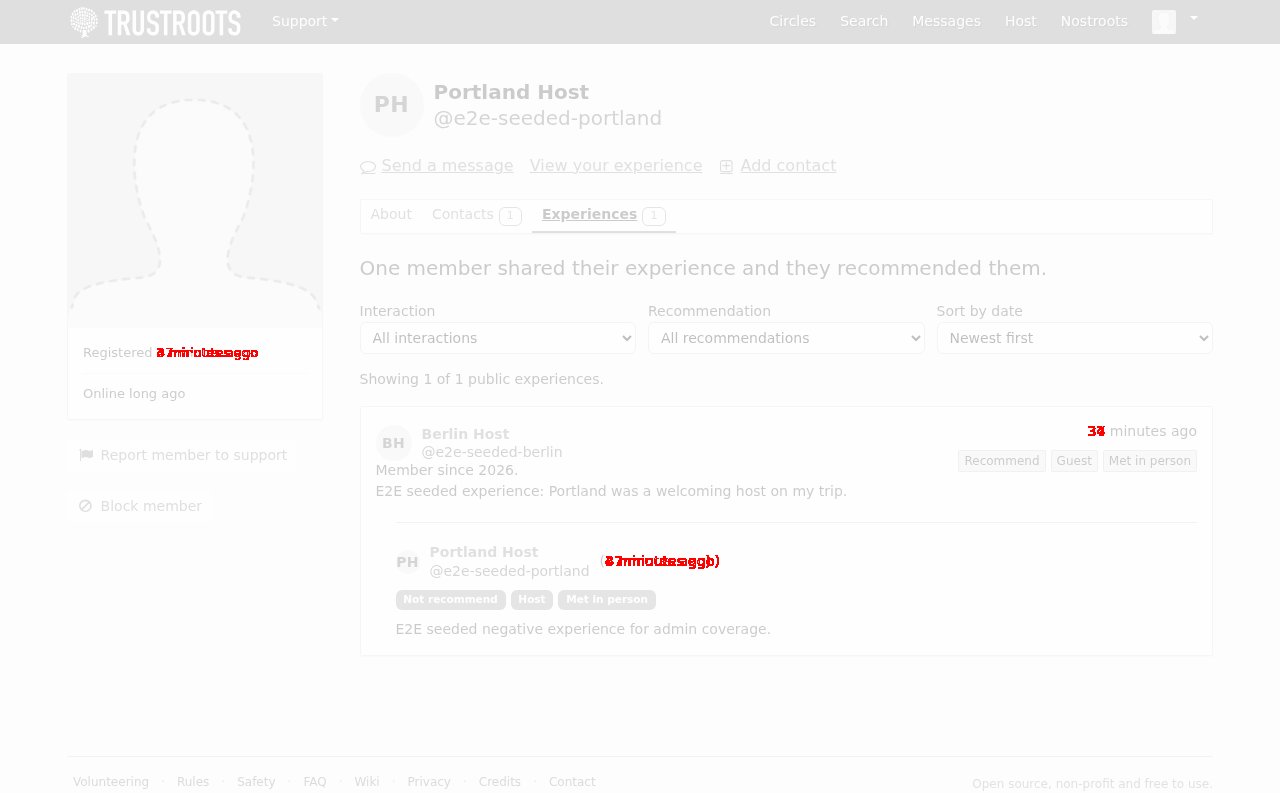 TRUSTROOTS Support Circles Search Messages Host Nostroots
PH Portland Host
@e2e-seeded-portland
Send a message View your experience Add contact
About Contacts 1 Experiences 1
One member shared their experience and they recommended them.
Interaction Recommendation Sort by date
All interactions All recommendations Newest first
Registered
Showing 1 of 1 public experiences.
Online long ago
BH Berlin Host minutes ago
@e2e-seeded-berlin
Report member to support
Recommend Guest Met in person
Member since 2026.
E2E seeded experience: Portland was a welcoming host on my trip.
Block member
PH Portland Host
@e2e-seeded-portland
Not recommend Host Met in person
E2E seeded negative experience for admin coverage.
Volunteering · Rules · Safety · FAQ · Wiki · Privacy · Credits · Contact Open source, non-profit and free to use.